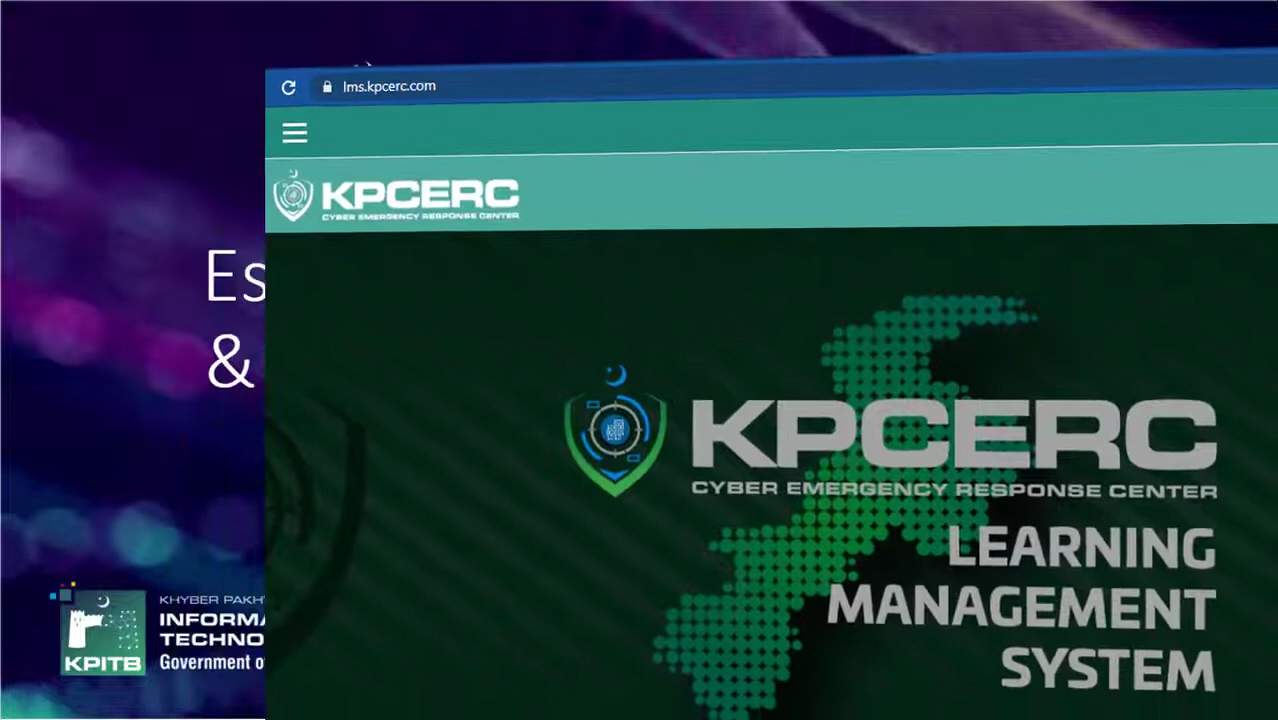 lms.kpcerc.com
KPCERC
CYBER EMERGENCY RESPONSE CENTER
Es
&
KPCERC
CYBER EMERGENCY RESPONSE CENTER
LEARNING
MANAGEMENT
SYSTEM
KHYBER PAKH
INFORMA
TECHNO
Government o
KPITB